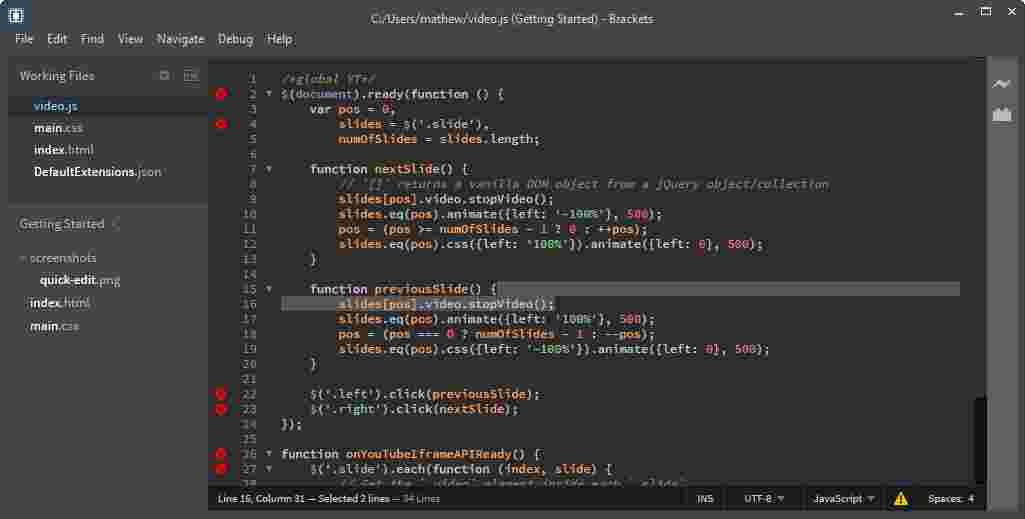 C:/Users/mathew/video.js (Getting Started) - Brackets
File Edit Find View Navigate Debug Help
Working Files
video.js
main.css
index.html
DefaultExtensions.json
Getting Started
screenshots
quick-edit.png
index.html
main.css
1 /*global YT*/
2 $(document).ready(function () {
3 var pos = 0,
4 slides = $('.slide'),
5 numOfSlides = slides.length;
6
7 function nextSlide() {
8 // `[]` returns a vanilla DOM object from a jQuery object/collection
9 slides[pos].video.stopVideo();
10 slides.eq(pos).animate({left: '-100%'}, 500);
11 pos = (pos >= numOfSlides - 1 ? 0 : ++pos);
12 slides.eq(pos).css({left: '100%'}).animate({left: 0}, 500);
13 }
14
15 function previousSlide() {
16 slides[pos].video.stopVideo();
17 slides.eq(pos).animate({left: '100%'}, 500);
18 pos = (pos === 0 ? numOfSlides - 1 : --pos);
19 slides.eq(pos).css({left: '-100%'}).animate({left: 0}, 500);
20 }
21
22 $('.left').click(previousSlide);
23 $('.right').click(nextSlide);
24 });
25
26 function onYouTubeIframeAPIReady() {
27 $('.slide').each(function (index, slide) {
28 // Get the `.video` element inside each `.slide`
Line 16, Column 31 — Selected 2 lines — 34 Lines
INS
UTF-8
JavaScript
Spaces: 4